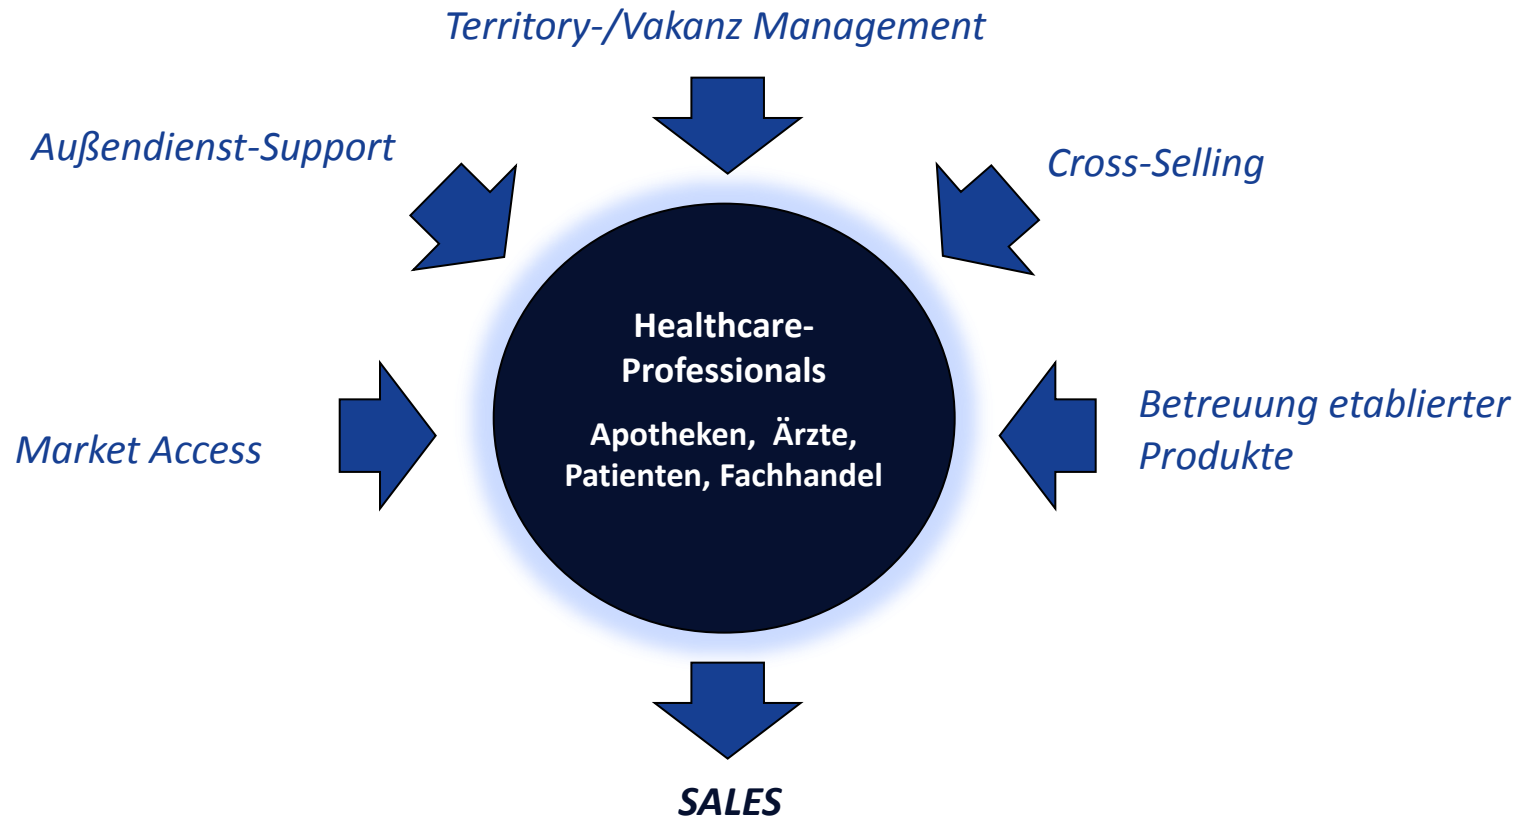 Territory-/Vakanz Management
Außendienst-Support
Cross-Selling
Healthcare-
Professionals
Apotheken, Ärzte,
Patienten, Fachhandel
Market Access
Betreuung etablierter
Produkte
SALES